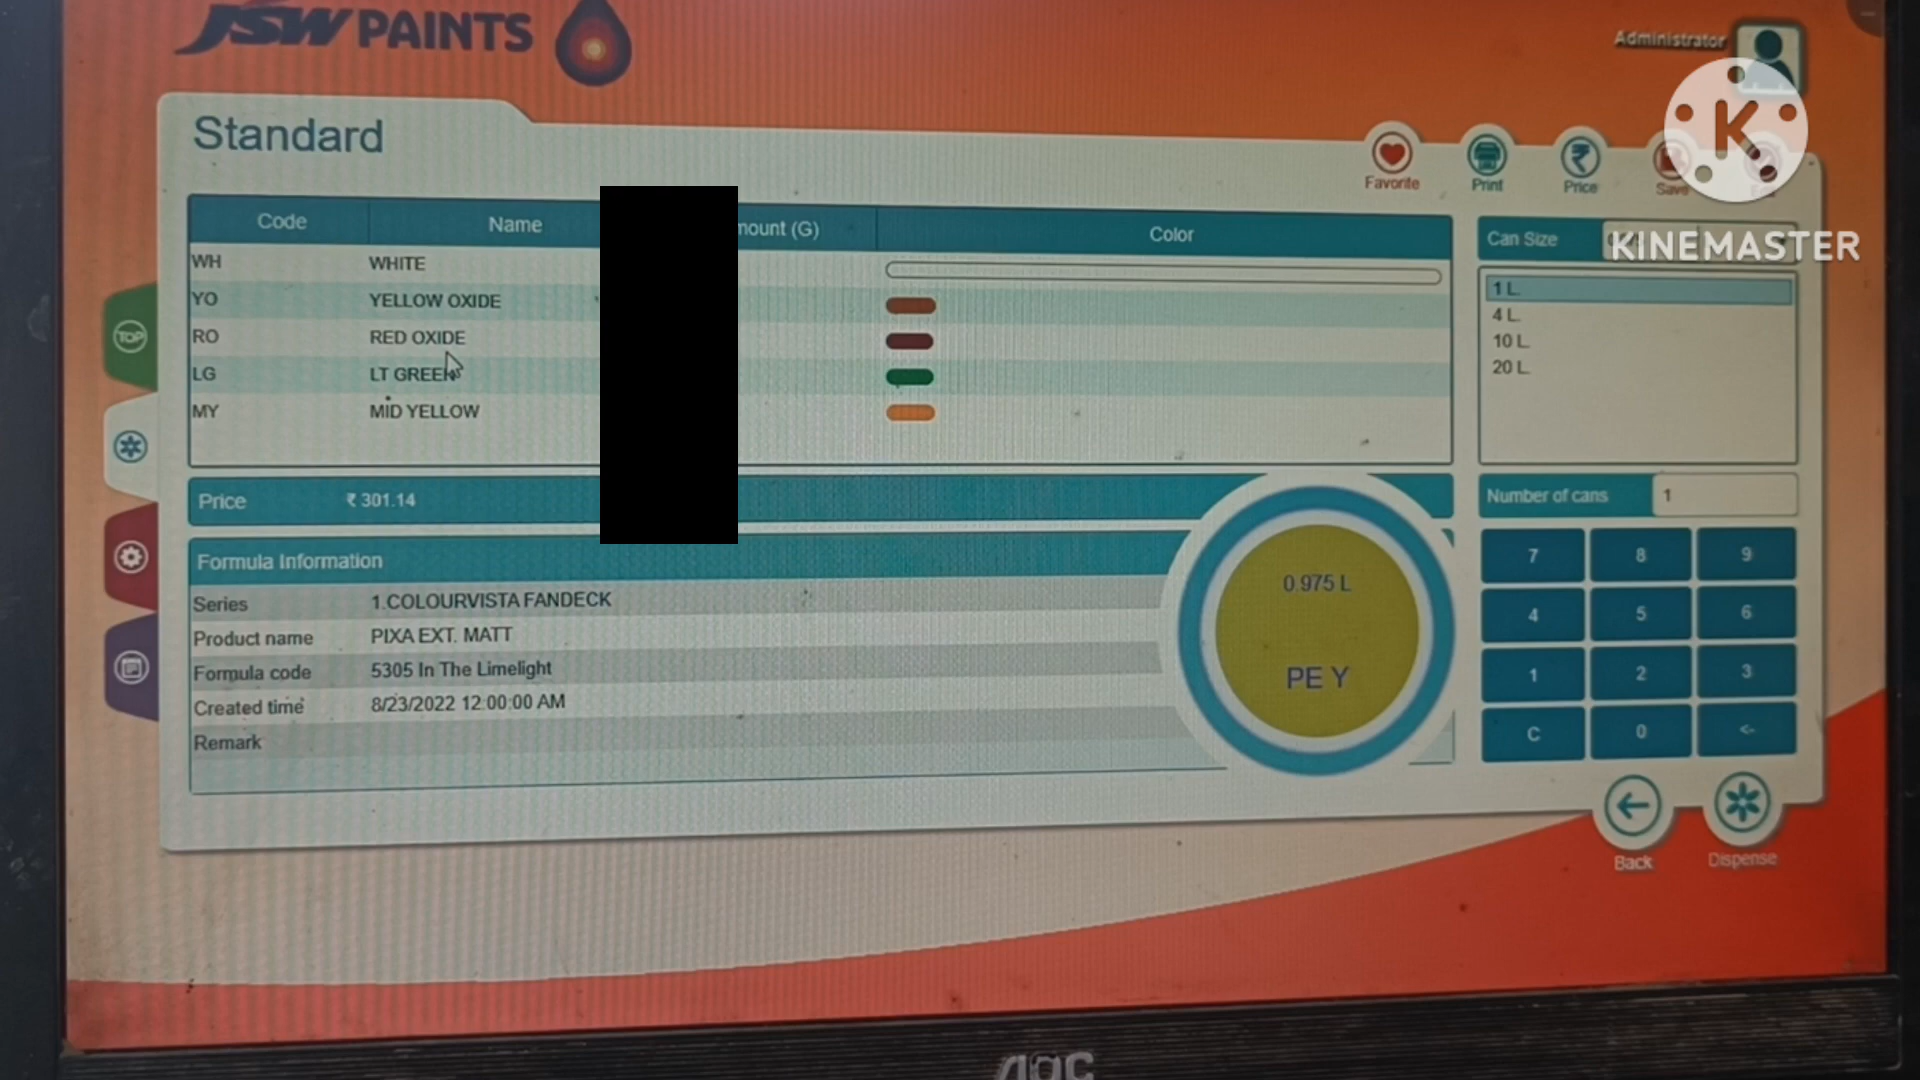 JSW PAINTS
Administrator
Standard
Favorite Print Price Save
KINEMASTER
Code Name mount (G) Color
WH WHITE
YO YELLOW OXIDE
RO RED OXIDE
LG LT GREEN
MY MID YELLOW
Can Size
1 L
4 L
10 L
20 L
Price ₹ 301.14
Number of cans 1
Formula Information
Series 1.COLOURVISTA FANDECK
Product name PIXA EXT. MATT
Formula code 5305 In The Limelight
Created time 8/23/2022 12:00:00 AM
Remark
0.975 L
PE Y
7 8 9
4 5 6
1 2 3
C 0 <-
Back Dispense
TOP
K
AOC